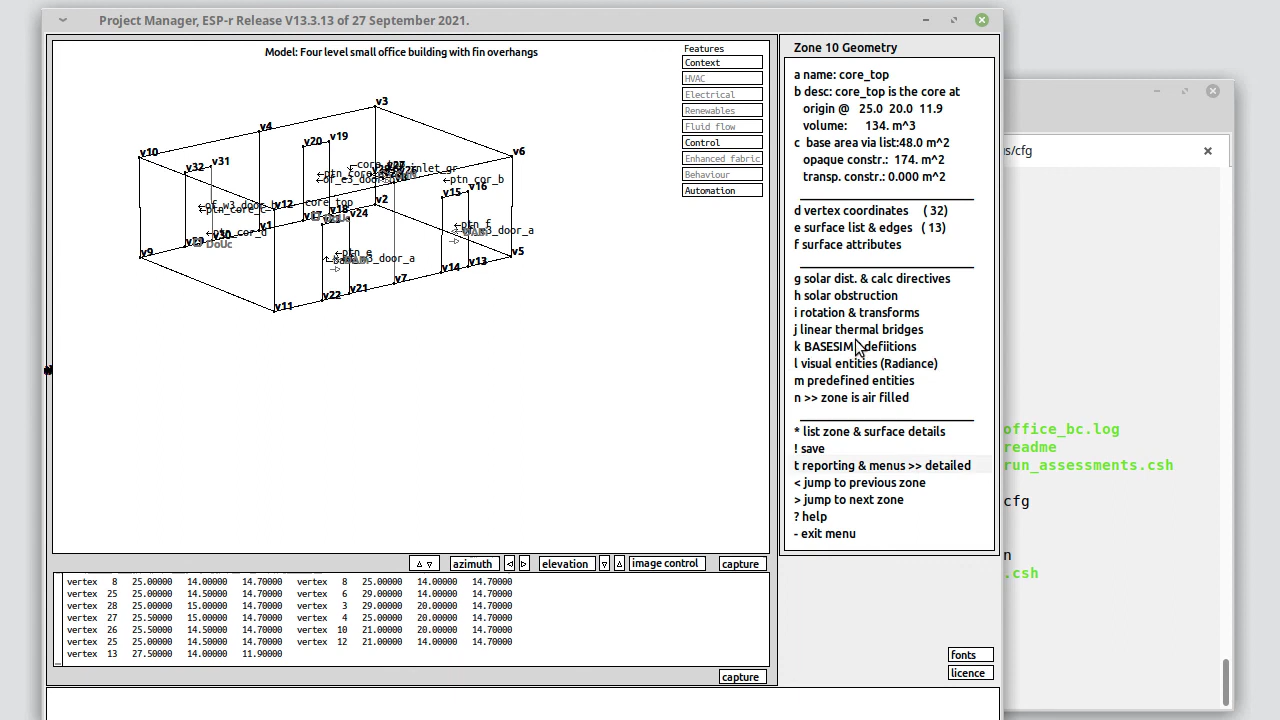 Project Manager, ESP-r Release V13.3.13 of 27 September 2021.
Model: Four level small office building with fin overhangs
Features
Context
HVAC
Electrical
Renewables
Fluid flow
Control
Enhanced fabric
Behaviour
Automation
v3
v4
v19
v20
v10
v6
v31
v32
inlet_gr
ptn_cor_b
v16
v15
v2
v12
core_top
v24
v18
v17
ptn_core_c
v1
v30
v29
DoUc
ptn_cor_d
ptn_f
w3_door_a
v9
v5
ptn_e
v13
v14
v7
v21
v22
v11
Zone 10 Geometry
a name: core_top
b desc: core_top is the core at
origin @ 25.0 20.0 11.9
volume: 134. m^3
c base area via list:48.0 m^2
opaque constr.: 174. m^2
transp. constr.: 0.000 m^2
d vertex coordinates ( 32)
e surface list & edges ( 13)
f surface attributes
g solar dist. & calc directives
h solar obstruction
i rotation & transforms
j linear thermal bridges
k BASESIMP defiitions
l visual entities (Radiance)
m predefined entities
n >> zone is air filled
* list zone & surface details
! save
t reporting & menus >> detailed
< jump to previous zone
> jump to next zone
? help
- exit menu
azimuth
elevation
image control
capture
vertex 8 25.00000 14.00000 14.70000 vertex 8 25.00000 14.00000 14.70000
vertex 25 25.00000 14.50000 14.70000 vertex 6 29.00000 14.00000 14.70000
vertex 28 25.00000 15.00000 14.70000 vertex 3 29.00000 20.00000 14.70000
vertex 27 25.50000 15.00000 14.70000 vertex 4 25.00000 20.00000 14.70000
vertex 26 25.50000 14.50000 14.70000 vertex 10 21.00000 20.00000 14.70000
vertex 25 25.00000 14.50000 14.70000 vertex 12 21.00000 14.00000 14.70000
vertex 13 27.50000 14.00000 11.90000
capture
fonts
licence
s/cfg
office_bc.log
readme
run_assessments.csh
cfg
n
.csh